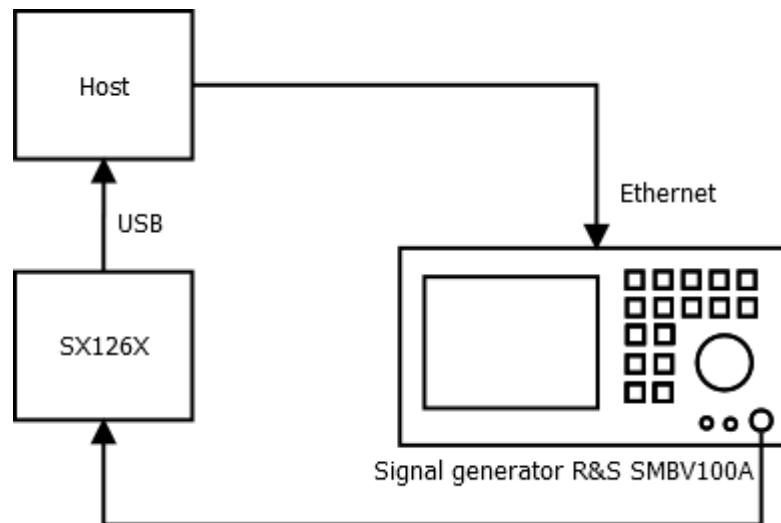 Host
Ethernet
USB
SX126X
Signal generator R&S SMBV100A